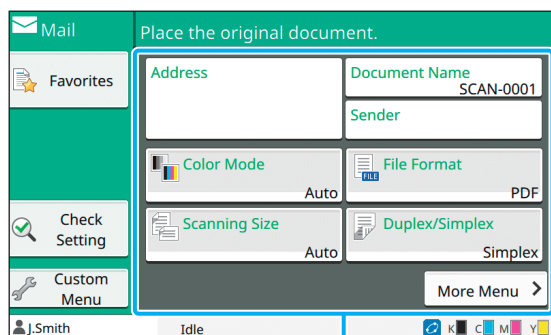 Mail
Place the original document.
Favorites
Address
Document Name
SCAN-0001
Sender
Color Mode
Auto
File Format
FILE
PDF
Check
Setting
Scanning Size
Auto
Duplex/Simplex
Simplex
Custom
Menu
More Menu
J.Smith
Idle
K C M Y